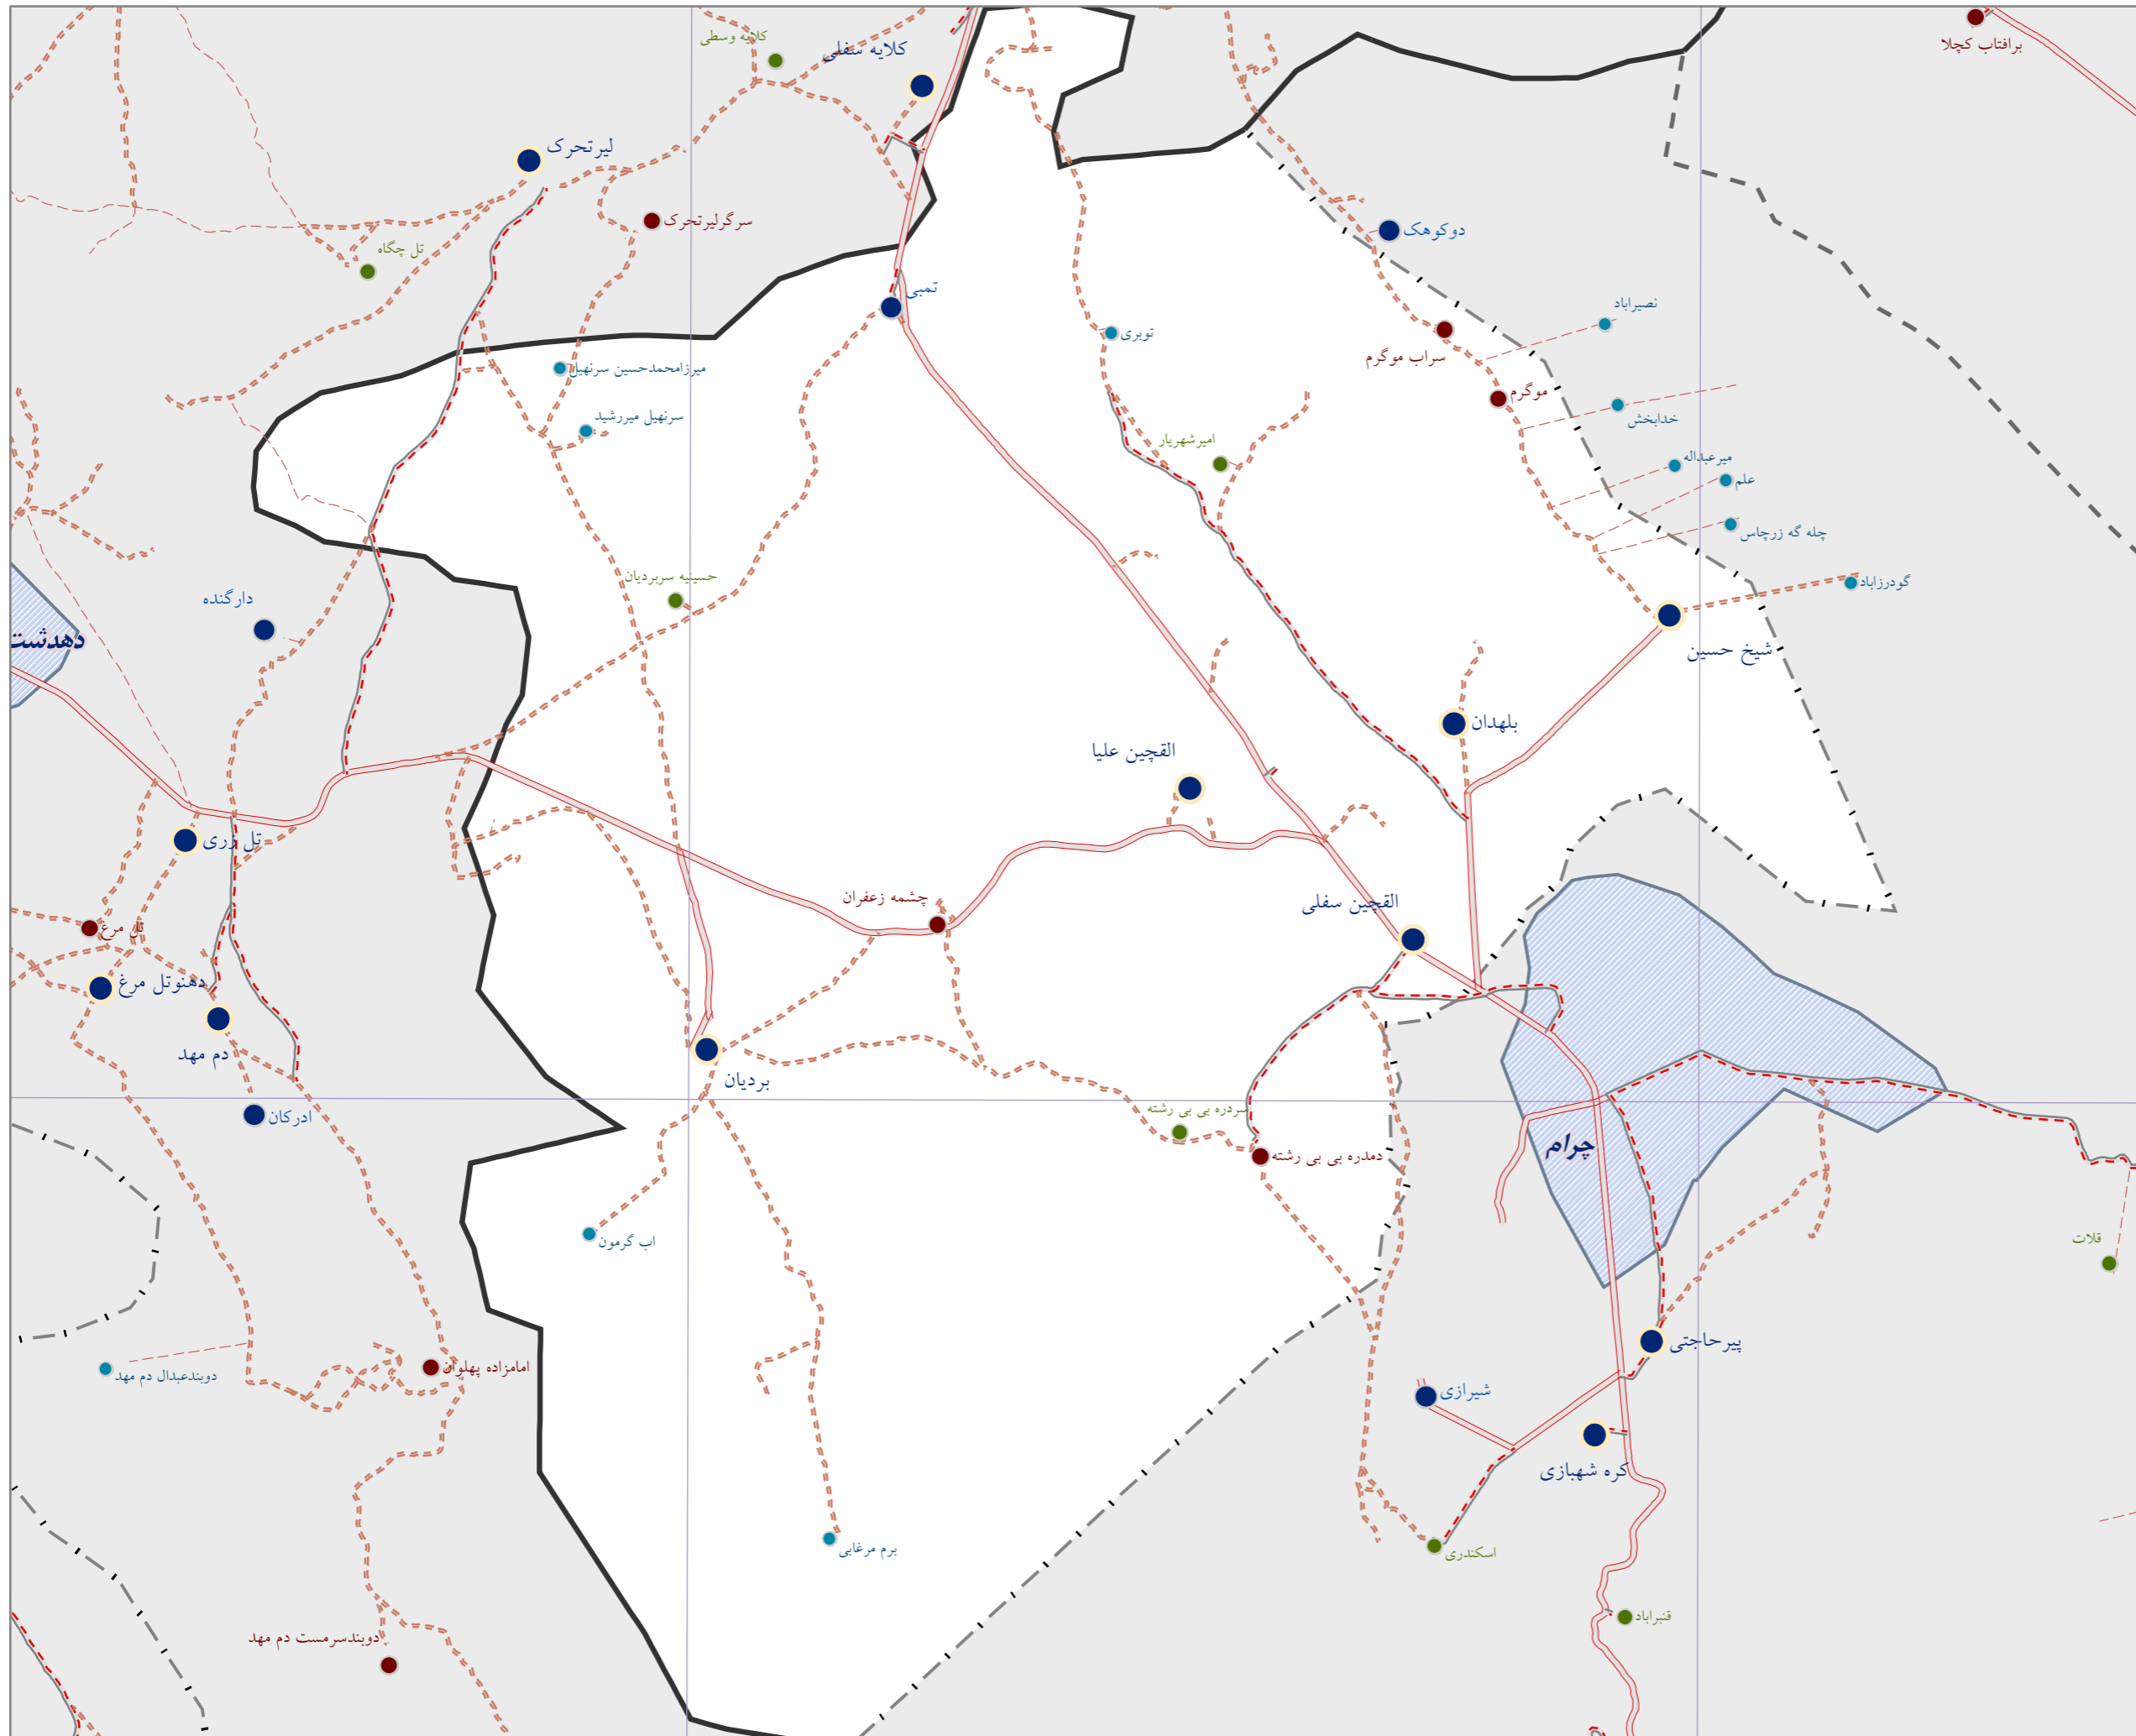 برافتاب کچلا
کلایه وسطی
کلایه سفلی
لیرتحرک
سرگرلیرتحرک
تل چگاه
دوکوهک
تمبی
نصیراباد
توبری
سراب موگرم
میرزامحمدحسین سرنهیل
موگرم
سرنهیل میررشید
خدابخش
امیرشهریار
میرعبداله
علم
چله گه زرچاس
حسینیه سربردیان
گودرزاباد
دارگنده
دهدشت
شیخ حسین
بلهدان
القچین علیا
تل زری
چشمه زعفران
القچین سفلی
تل مرغ
دهنوتل مرغ
دم مهد
بردیان
سردره بی بی رشته
ادرکان
چرام
دمدره بی بی رشته
اب گرمون
قلات
پیرحاجتی
امامزاده پهلوان
دوبندعبدال دم مهد
شیرازی
کره شهبازی
برم مرغابی
اسکندری
قنبراباد
دوبندسرمست دم مهد